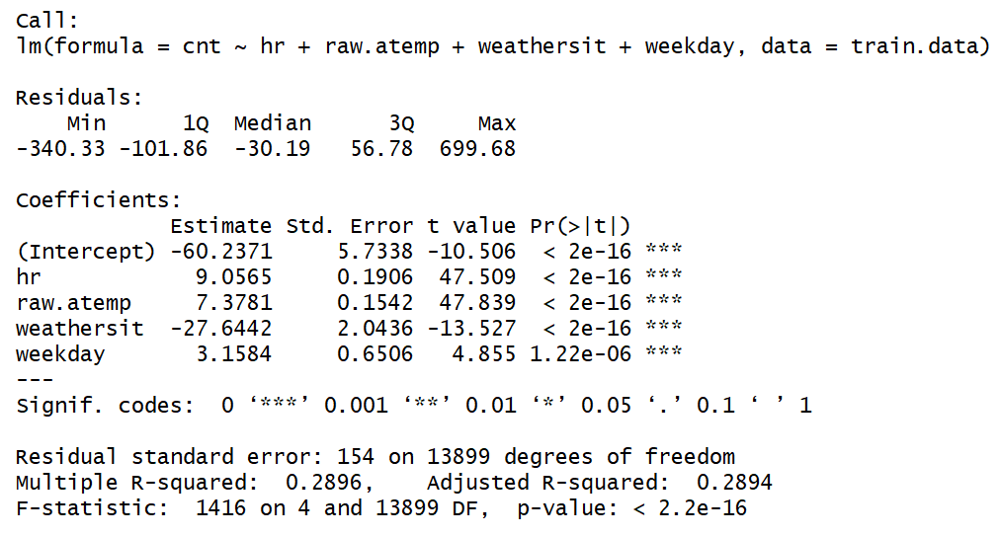 Call:
lm(formula = cnt ~ hr + raw.atemp + weathersit + weekday, data = train.data)
Residuals:
Min 1Q Median 3Q Max
-340.33 -101.86 -30.19 56.78 699.68
Coefficients:
Estimate Std. Error t value Pr(>|t|)
(Intercept) -60.2371 5.7338 -10.506 < 2e-16 ***
hr 9.0565 0.1906 47.509 < 2e-16 ***
raw.atemp 7.3781 0.1542 47.839 < 2e-16 ***
weathersit -27.6442 2.0436 -13.527 < 2e-16 ***
weekday 3.1584 0.6506 4.855 1.22e-06 ***
---
Signif. codes: 0 ‘***’ 0.001 ‘**’ 0.01 ‘*’ 0.05 ‘.’ 0.1 ‘ ’ 1
Residual standard error: 154 on 13899 degrees of freedom
Multiple R-squared: 0.2896, Adjusted R-squared: 0.2894
F-statistic: 1416 on 4 and 13899 DF, p-value: < 2.2e-16